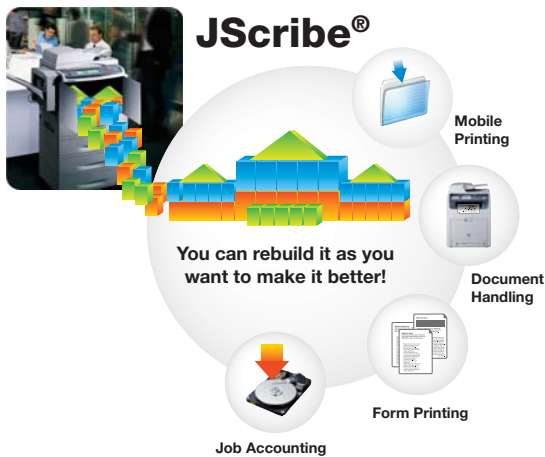 JScribe®
Mobile
Printing
You can rebuild it as you
want to make it better!
Document
Handling
Form Printing
Job Accounting